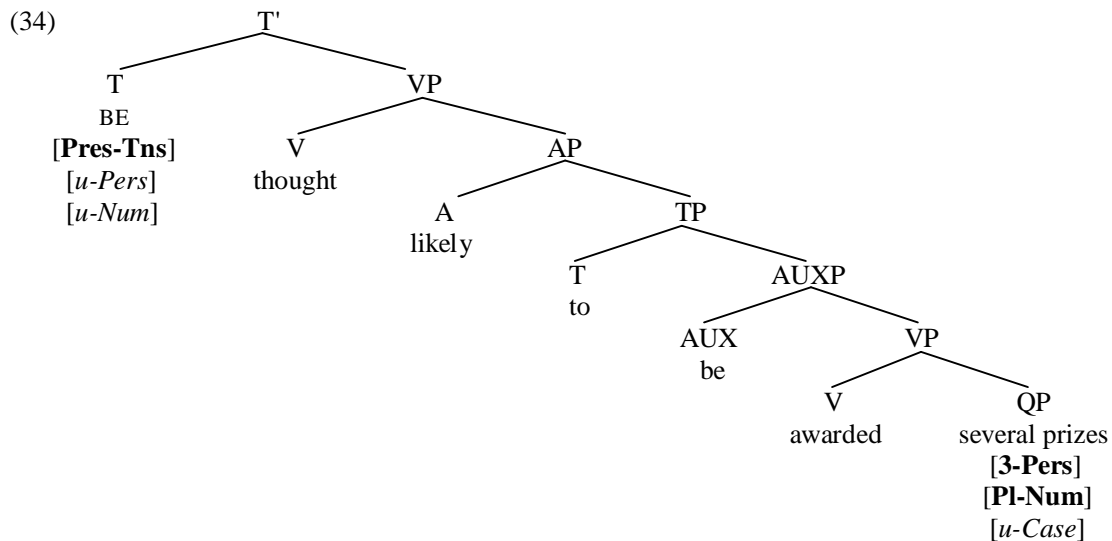 (34) T'
T VP
BE
[Pres-Tns] V AP
[u-Pers] thought
[u-Num] A TP
likely
T AUXP
to
AUX VP
be
V QP
awarded several prizes
[3-Pers]
[Pl-Num]
[u-Case]